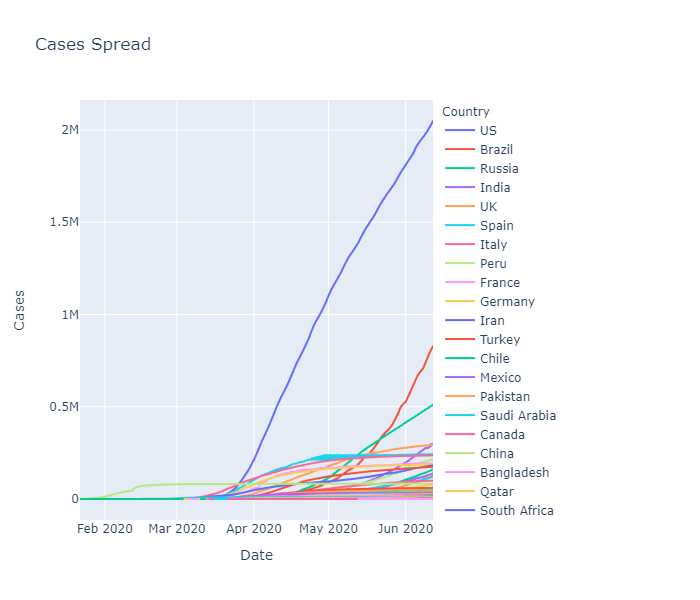 Cases Spread
Country
US
Brazil
Russia
India
UK
Spain
Italy
Peru
France
Germany
Iran
Turkey
Chile
Mexico
Pakistan
Saudi Arabia
Canada
China
Bangladesh
Qatar
South Africa
2M
1.5M
1M
0.5M
0
Cases
Feb 2020
Mar 2020
Apr 2020
May 2020
Jun 2020
Date